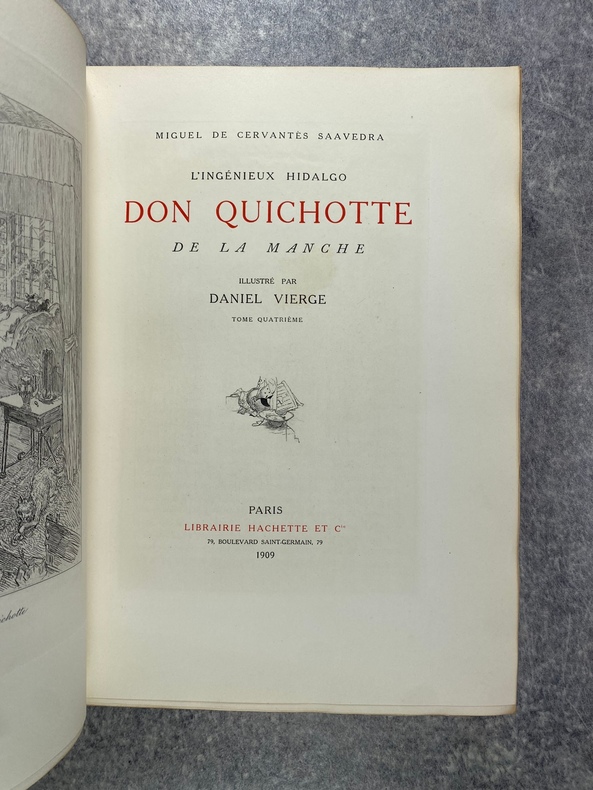 MIGUEL DE CERVANTÈS SAAVEDRA
L'INGÉNIEUX HIDALGO
DON QUICHOTTE
DE LA MANCHE
ILLUSTRÉ PAR
DANIEL VIERGE
TOME QUATRIÈME
PARIS
LIBRAIRIE HACHETTE ET Cie
79, BOULEVARD SAINT-GERMAIN, 79
1909